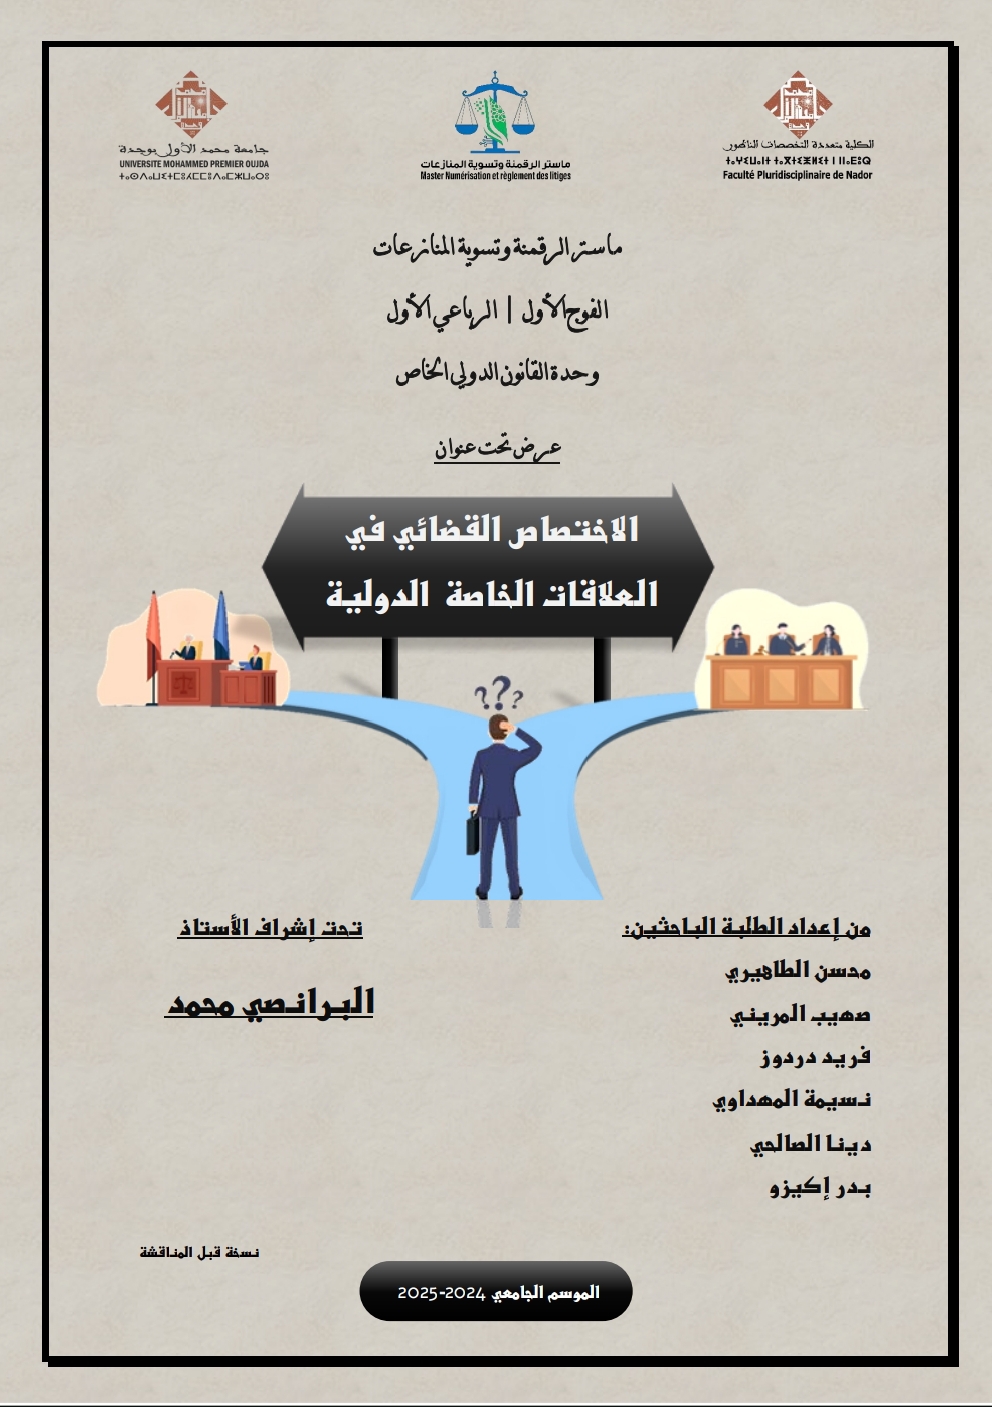 الكلية متعددة التخصصات الناظور
Faculté Pluridisciplinaire de Nador
ماستر الرقمنة وتسوية المنازعات
Master Numérisation et règlement des litiges
جامعة محمد الأول بوجدة
UNIVERSITE MOHAMMED PREMIER OUJDA
ماستر الرقمنة وتسوية المنازعات
الفوج الأول | الرباعي الأول
وحدة القانون الدولي الخاص
عرض تحت عنوان
الاختصاص القضائي في
العلاقات الخاصة الدولية
???
من إعداد الطلبة الباحثين:
محسن الطاهيري
صهيب المريني
فريد دردوز
نسيمة المهداوي
دينا الصالحي
بدر إكيزو
تحت إشراف الأستاذ
البرانصي محمد
نسخة قبل المناقشة
الموسم الجامعي 2024-2025